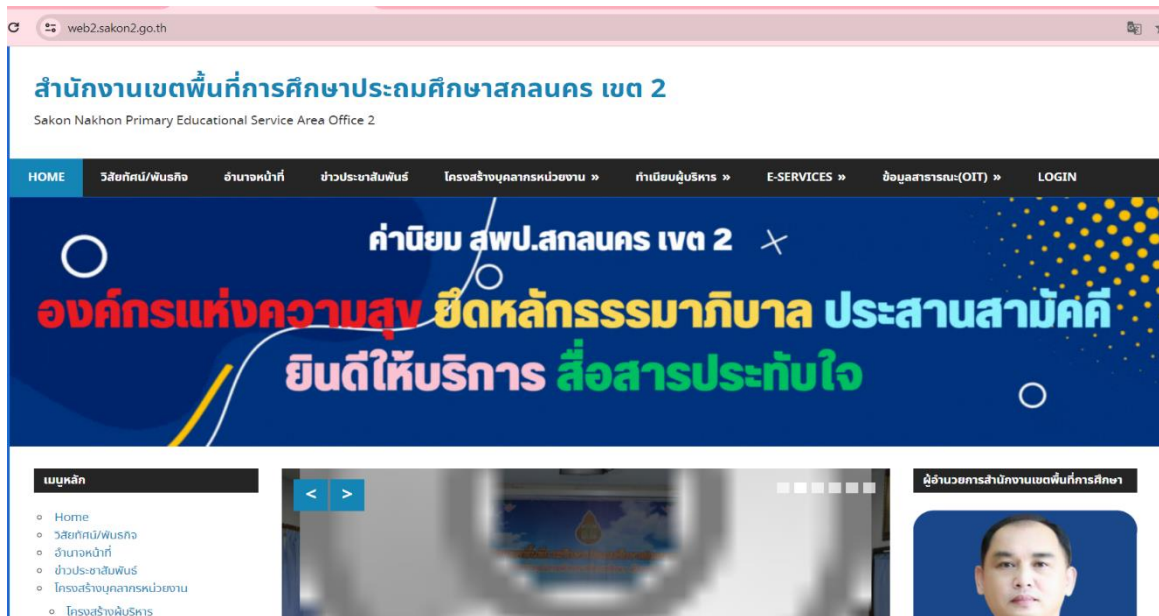 web2.sakon2.go.th
สำนักงานเขตพื้นที่การศึกษาประถมศึกษาสกลนคร เขต 2
Sakon Nakhon Primary Educational Service Area Office 2
HOME วิสัยทัศน์/พันธกิจ อำนาจหน้าที่ ข่าวประชาสัมพันธ์ โครงสร้างบุคลากรหน่วยงาน » ทำเนียบผู้บริหาร » E-SERVICES » ข้อมูลสาธารณะ(OIT) » LOGIN
ค่านิยม สพป.สกลนคร เขต 2
องค์กรแห่งความสุข ยึดหลักธรรมาภิบาล ประสานสามัคคี
ยินดีให้บริการ สื่อสารประทับใจ
เมนูหลัก
< >
ผู้อำนวยการสำนักงานเขตพื้นที่การศึกษา
Home
วิสัยทัศน์/พันธกิจ
อำนาจหน้าที่
ข่าวประชาสัมพันธ์
โครงสร้างบุคลากรหน่วยงาน
โครงสร้างผู้บริหาร